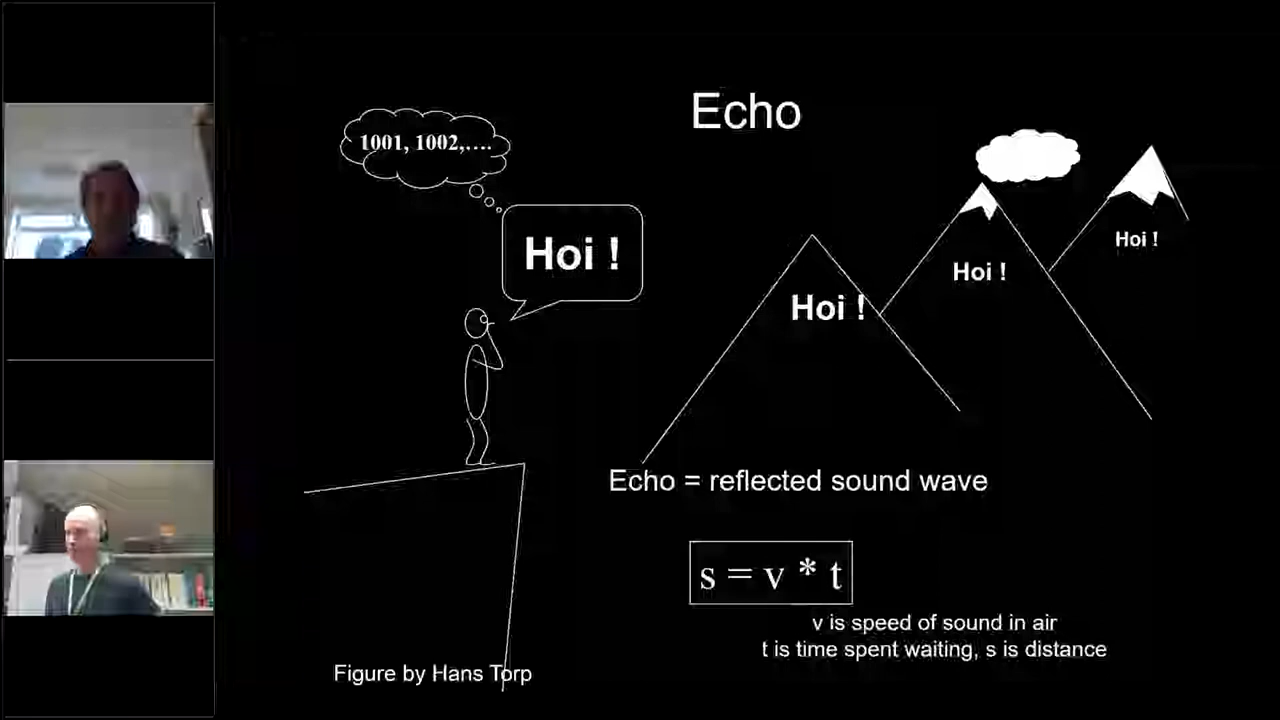 Echo
1001, 1002,....
Hoi !
Hoi !
Hoi !
Hoi !
Echo = reflected sound wave
s = v * t
v is speed of sound in air
t is time spent waiting, s is distance
Figure by Hans Torp